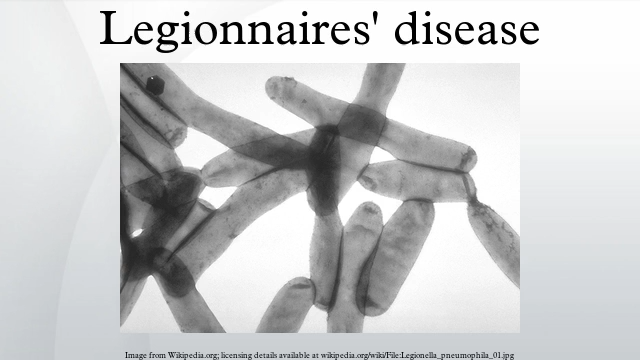 Legionnaires' disease
Image from Wikipedia.org; licensing details available at wikipedia.org/wiki/File:Legionella_pneumophila_01.jpg